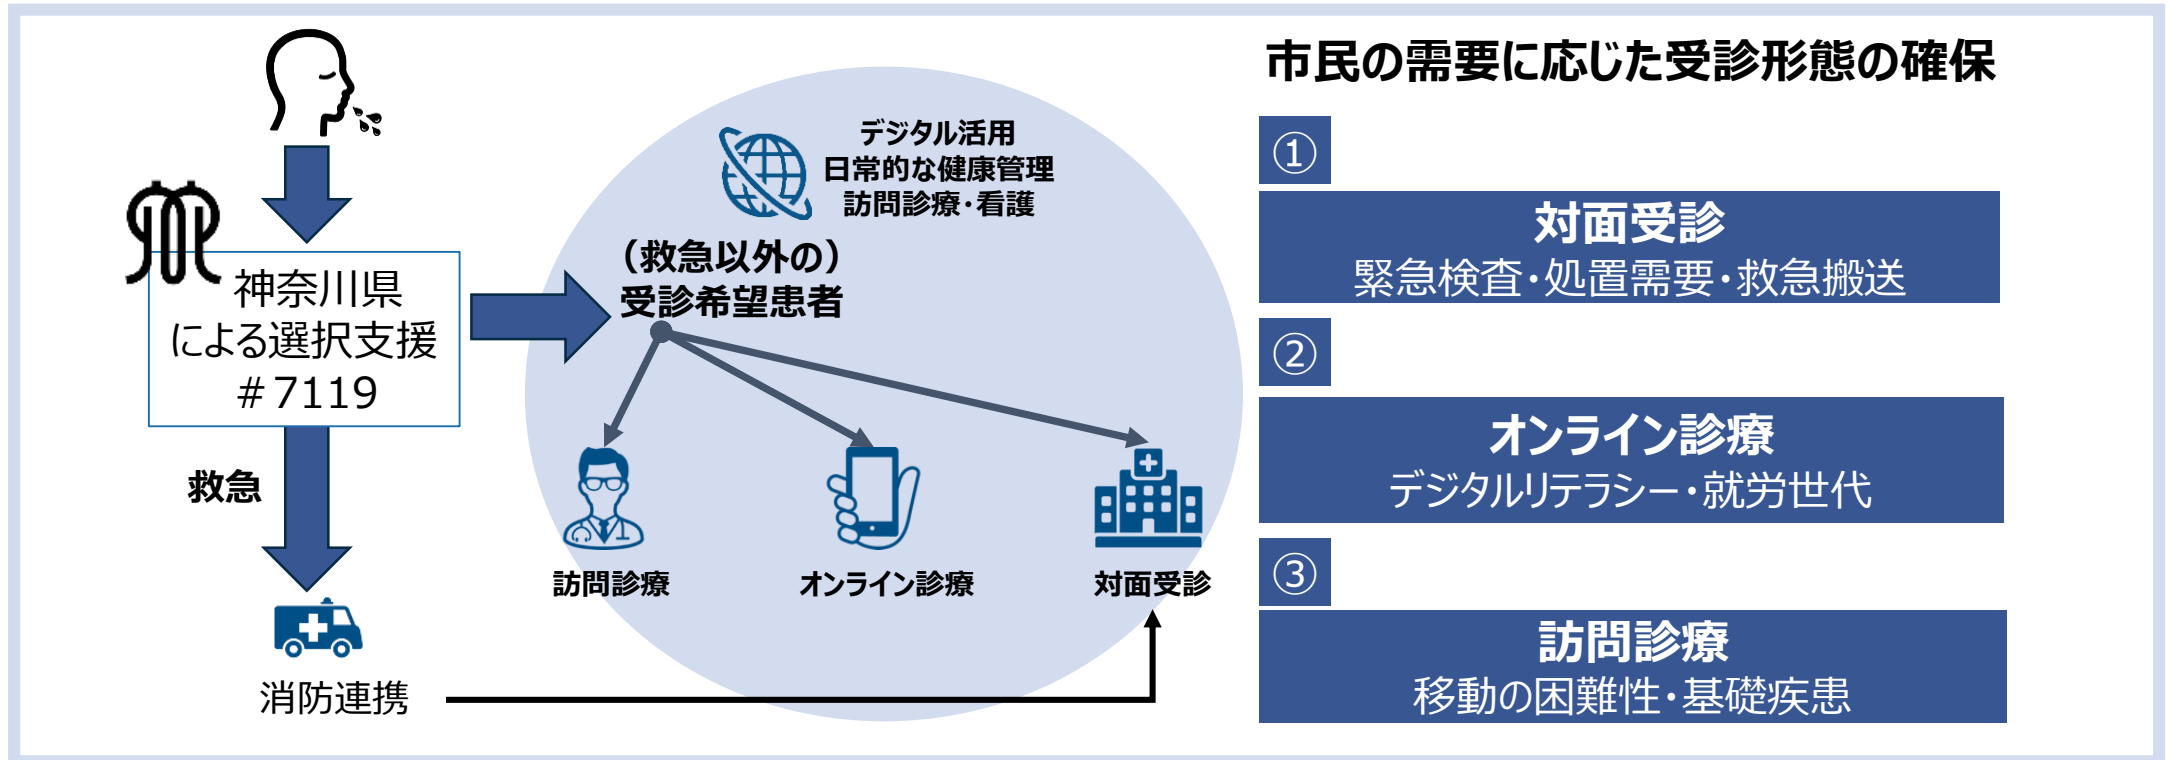 神奈川県
による選択支援
＃7119
救急
消防連携
デジタル活用
日常的な健康管理
訪問診療・看護
（救急以外の）
受診希望患者
訪問診療
オンライン診療
対面受診
市民の需要に応じた受診形態の確保
①
対面受診
緊急検査・処置需要・救急搬送
②
オンライン診療
デジタルリテラシー・就労世代
③
訪問診療
移動の困難性・基礎疾患